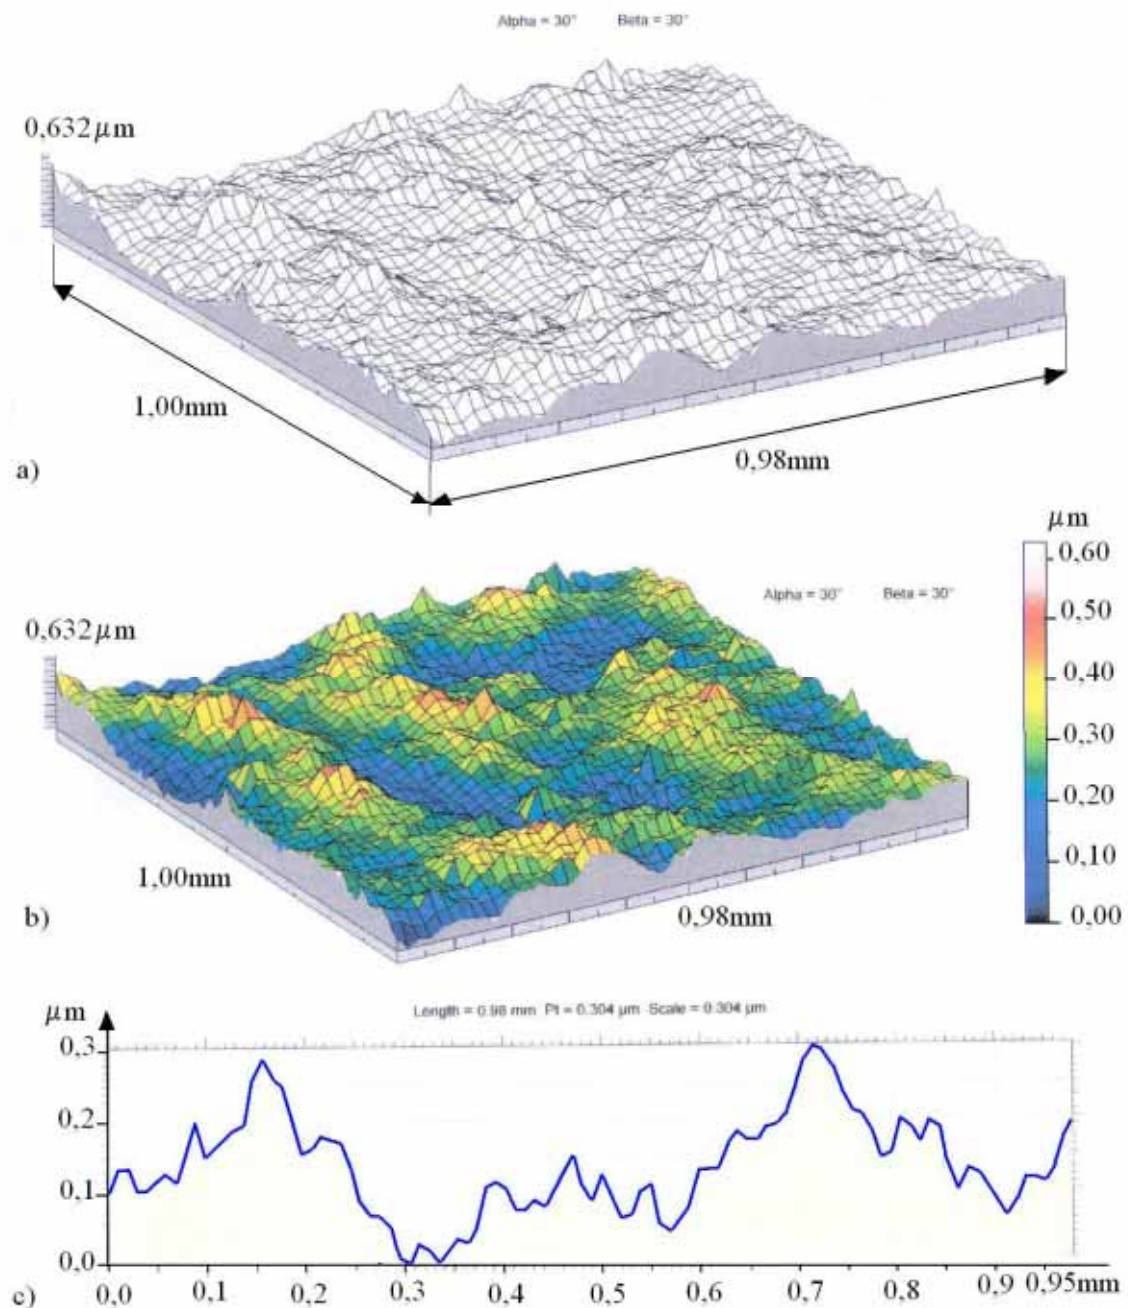 Alpha = 30° Beta = 30°
0,632 μm
1,00mm
0,98mm
a)
μm
0,60
Alpha = 30° Beta = 30°
0,50
0,632 μm
0,40
0,30
0,20
0,10
1,00mm
0,98mm
0,00
b)
μm
Length = 0.98 mm Pt = 0.304 μm Scale = 0.304 μm
0,3
0,2
0,1
0,0
c)
0,0 0,1 0,2 0,3 0,4 0,5 0,6 0,7 0,8 0,9 0,95mm